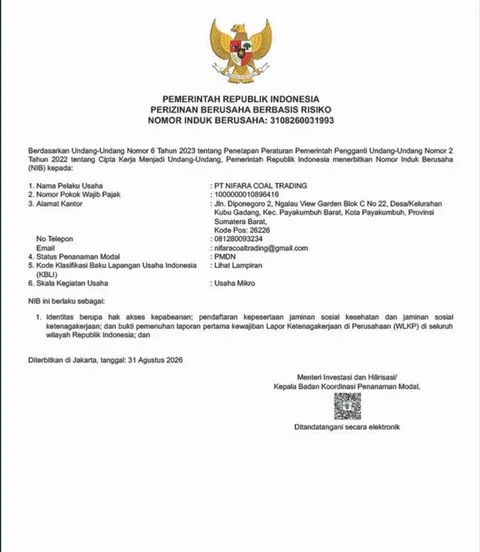 PEMERINTAH REPUBLIK INDONESIA
PERIZINAN BERUSAHA BERBASIS RISIKO
NOMOR INDUK BERUSAHA: 3108260031993
Berdasarkan Undang-Undang Nomor 6 Tahun 2023 tentang Penetapan Peraturan Pemerintah Pengganti Undang-Undang Nomor 2
Tahun 2022 tentang Cipta Kerja Menjadi Undang-Undang, Pemerintah Republik Indonesia menerbitkan Nomor Induk Berusaha
(NIB) kepada:
1. Nama Pelaku Usaha : PT NIFARA COAL TRADING
2. Nomor Pokok Wajib Pajak : 1000000010896416
3. Alamat Kantor : Jln. Diponegoro 2, Ngalau View Garden Blok C No 22, Desa/Kelurahan
Kubu Gadang, Kec. Payakumbuh Barat, Kota Payakumbuh, Provinsi
Sumatera Barat,
Kode Pos: 26226
No Telepon : 081280093234
Email : nifaracoaltrading@gmail.com
4. Status Penanaman Modal : PMDN
5. Kode Klasifikasi Baku Lapangan Usaha Indonesia : Lihat Lampiran
(KBLI)
6. Skala Kegiatan Usaha : Usaha Mikro
NIB ini berlaku sebagai:
1. Identitas berupa hak akses kepabeanan; pendaftaran kepesertaan jaminan sosial kesehatan dan jaminan sosial
ketenagakerjaan; dan bukti pemenuhan laporan pertama kewajiban Lapor Ketenagakerjaan di Perusahaan (WLKP) di seluruh
wilayah Republik Indonesia; dan
Diterbitkan di Jakarta, tanggal: 31 Agustus 2026
Menteri Investasi dan Hilirisasi/
Kepala Badan Koordinasi Penanaman Modal,
Ditandatangani secara elektronik